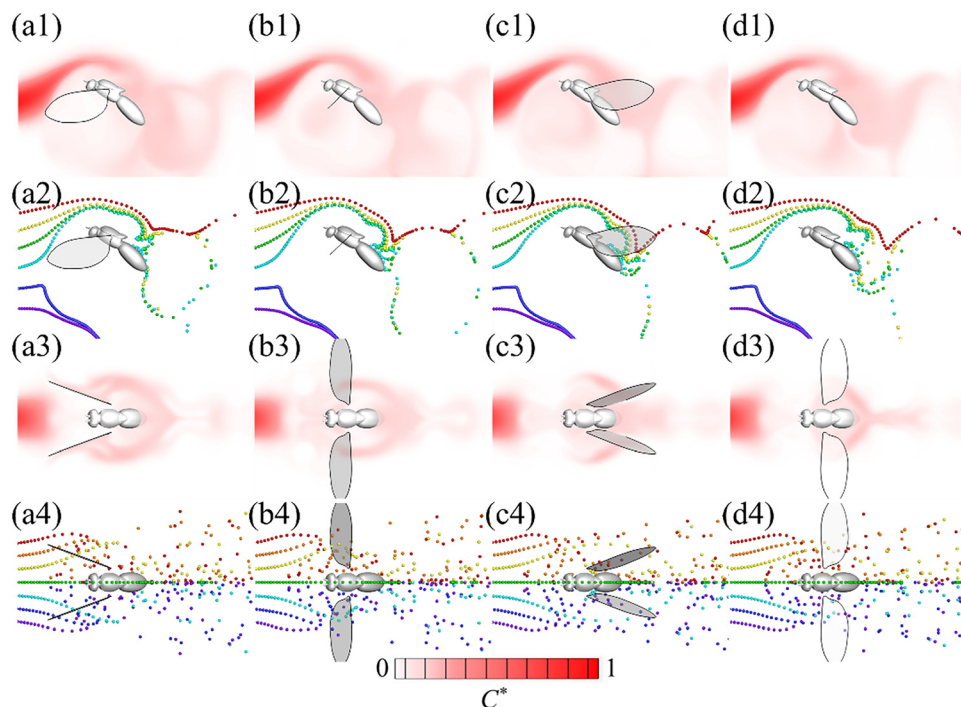 (a1) (b1) (c1) (d1)
(a2) (b2) (c2) (d2)
(a3) (b3) (c3) (d3)
(a4) (b4) (c4) (d4)
0 1
C*